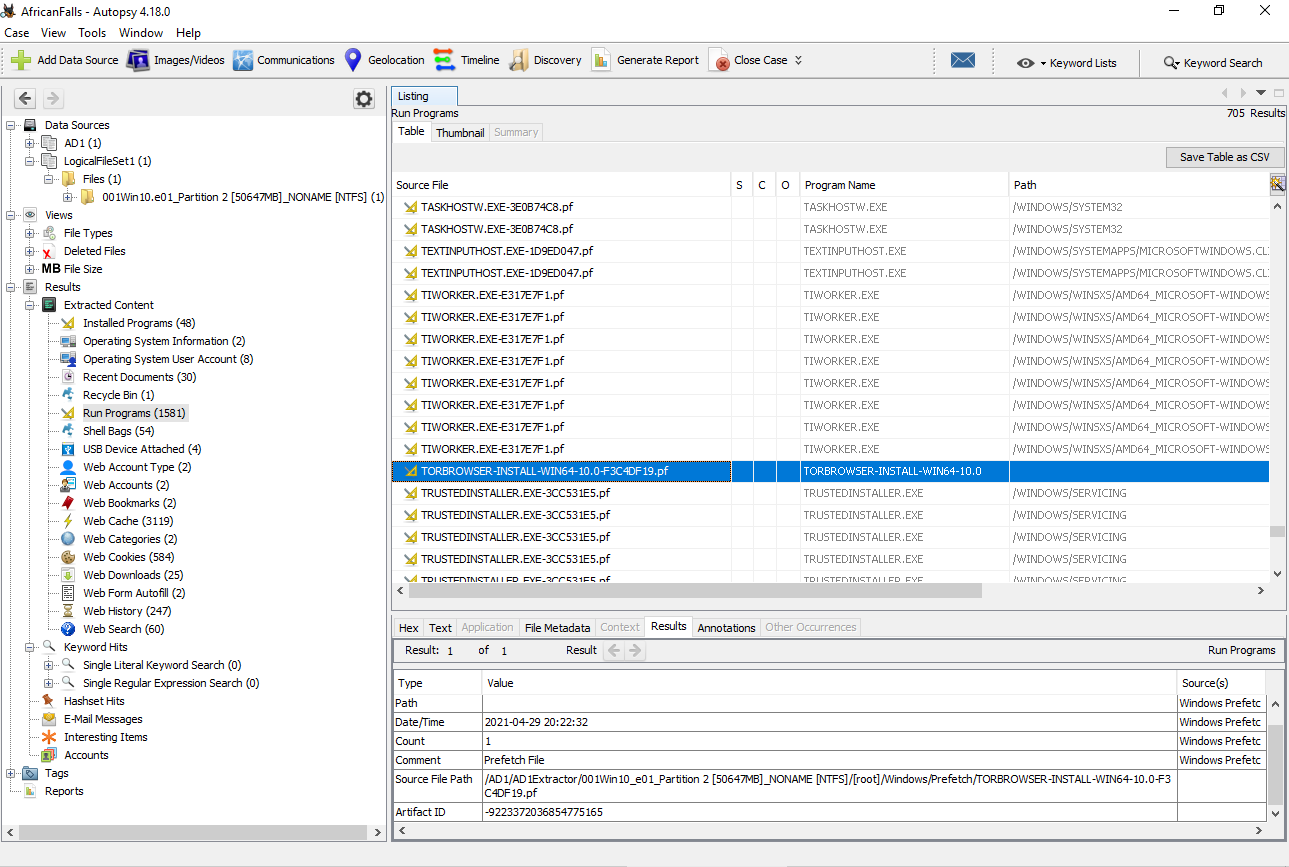 AfricanFalls - Autopsy 4.18.0
Case View Tools Window Help
Add Data Source Images/Videos Communications Geolocation Timeline Discovery Generate Report Close Case Keyword Lists Keyword Search
Data Sources
AD1 (1)
LogicalFileSet1 (1)
Files (1)
001Win10.e01_Partition 2 [50647MB]_NONAME [NTFS] (1)
Views
File Types
Deleted Files
MB File Size
Results
Extracted Content
Installed Programs (48)
Operating System Information (2)
Operating System User Account (8)
Recent Documents (30)
Recycle Bin (1)
Run Programs (1581)
Shell Bags (54)
USB Device Attached (4)
Web Account Type (2)
Web Accounts (2)
Web Bookmarks (2)
Web Cache (3119)
Web Categories (2)
Web Cookies (584)
Web Downloads (25)
Web Form Autofill (2)
Web History (247)
Web Search (60)
Keyword Hits
Single Literal Keyword Search (0)
Single Regular Expression Search (0)
Hashset Hits
E-Mail Messages
Interesting Items
Accounts
Tags
Reports
Listing
Run Programs 705 Results
Table Thumbnail Summary
Save Table as CSV
Source File S C O Program Name Path
TASKHOSTW.EXE-3E0B74C8.pf TASKHOSTW.EXE /WINDOWS/SYSTEM32
TASKHOSTW.EXE-3E0B74C8.pf TASKHOSTW.EXE /WINDOWS/SYSTEM32
TEXTINPUTHOST.EXE-1D9ED047.pf TEXTINPUTHOST.EXE /WINDOWS/SYSTEMAPPS/MICROSOFTWINDOWS.CL
TEXTINPUTHOST.EXE-1D9ED047.pf TEXTINPUTHOST.EXE /WINDOWS/SYSTEMAPPS/MICROSOFTWINDOWS.CL
TIWORKER.EXE-E317E7F1.pf TIWORKER.EXE /WINDOWS/WINSXS/AMD64_MICROSOFT-WINDOWS
TIWORKER.EXE-E317E7F1.pf TIWORKER.EXE /WINDOWS/WINSXS/AMD64_MICROSOFT-WINDOWS
TIWORKER.EXE-E317E7F1.pf TIWORKER.EXE /WINDOWS/WINSXS/AMD64_MICROSOFT-WINDOWS
TIWORKER.EXE-E317E7F1.pf TIWORKER.EXE /WINDOWS/WINSXS/AMD64_MICROSOFT-WINDOWS
TIWORKER.EXE-E317E7F1.pf TIWORKER.EXE /WINDOWS/WINSXS/AMD64_MICROSOFT-WINDOWS
TIWORKER.EXE-E317E7F1.pf TIWORKER.EXE /WINDOWS/WINSXS/AMD64_MICROSOFT-WINDOWS
TIWORKER.EXE-E317E7F1.pf TIWORKER.EXE /WINDOWS/WINSXS/AMD64_MICROSOFT-WINDOWS
TIWORKER.EXE-E317E7F1.pf TIWORKER.EXE /WINDOWS/WINSXS/AMD64_MICROSOFT-WINDOWS
TORBROWSER-INSTALL-WIN64-10.0-F3C4DF19.pf TORBROWSER-INSTALL-WIN64-10.0
TRUSTEDINSTALLER.EXE-3CC531E5.pf TRUSTEDINSTALLER.EXE /WINDOWS/SERVICING
TRUSTEDINSTALLER.EXE-3CC531E5.pf TRUSTEDINSTALLER.EXE /WINDOWS/SERVICING
TRUSTEDINSTALLER.EXE-3CC531E5.pf TRUSTEDINSTALLER.EXE /WINDOWS/SERVICING
TRUSTEDINSTALLER.EXE-3CC531E5.pf TRUSTEDINSTALLER.EXE /WINDOWS/SERVICING
TRUSTEDINSTALLER.EXE-3CC531E5.pf TRUSTEDINSTALLER.EXE /WINDOWS/SERVICING
Hex Text Application File Metadata Context Results Annotations Other Occurrences
Result: 1 of 1 Result Run Programs
Type Value Source(s)
Path Windows Prefetc
Date/Time 2021-04-29 20:22:32 Windows Prefetc
Count 1 Windows Prefetc
Comment Prefetch File Windows Prefetc
Source File Path /AD1/AD1Extractor/001Win10_e01_Partition 2 [50647MB]_NONAME [NTFS]/[root]/Windows/Prefetch/TORBROWSER-INSTALL-WIN64-10.0-F3
C4DF19.pf
Artifact ID -9223372036854775165